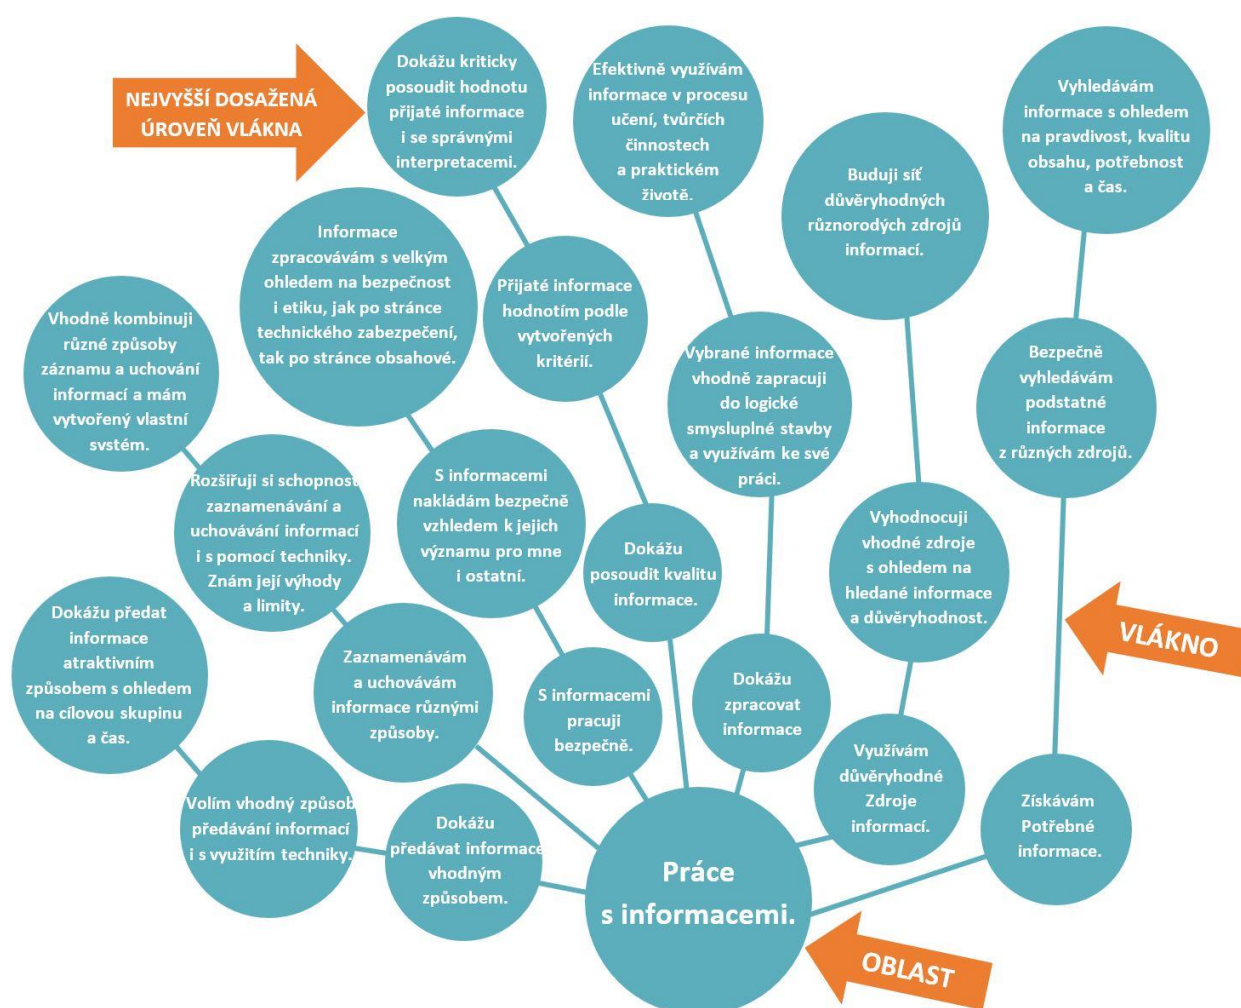 NEJVYŠŠÍ DOSAŽENÁ
ÚROVEŇ VLÁKNA
Dokážu kriticky
posoudit hodnotu
přijaté informace
i se správnými
interpretacemi.
Efektivně využívám
informace v procesu
učení, tvůrčích
činnostech
a praktickém
životě.
Buduji síť
důvěryhodných
různorodých zdrojů
informací.
Vyhledávám
informace s ohledem
na pravdivost, kvalitu
obsahu, potřebnost
a čas.
Informace
zpracovávám s velkým
ohledem na bezpečnost
i etiku, jak po stránce
technického zabezpečení,
tak po stránce obsahové.
Přijaté informace
hodnotím podle
vytvořených
kritérií.
Vhodně kombinuji
různé způsoby
záznamu a uchování
informací a mám
vytvořený vlastní
systém.
Vybrané informace
vhodně zapracuji
do logické
smysluplné stavby
a využívám ke své
práci.
Bezpečně
vyhledávám
podstatné
informace
z různých zdrojů.
Rozšiřuji si schopnost
zaznamenávání a
uchovávání informací
i s pomocí techniky.
Znám její výhody
a limity.
S informacemi
nakládám bezpečně
vzhledem k jejich
významu pro mne
i ostatní.
Dokážu
posoudit kvalitu
informace.
Vyhodnocuji
vhodné zdroje
s ohledem na
hledané informace
a důvěryhodnost.
VLÁKNO
Dokážu předat
informace
atraktivním
způsobem s ohledem
na cílovou skupinu
a čas.
Zaznamenávám
a uchovávám
informace různými
způsoby.
S informacemi
pracuji
bezpečně.
Dokážu
zpracovat
informace
Využívám
důvěryhodné
Zdroje
informací.
Získávám
Potřebné
informace.
Volím vhodný způsob
předávání informací
i s využitím techniky.
Dokážu
předávat informace
vhodným
způsobem.
Práce
s informacemi.
OBLAST